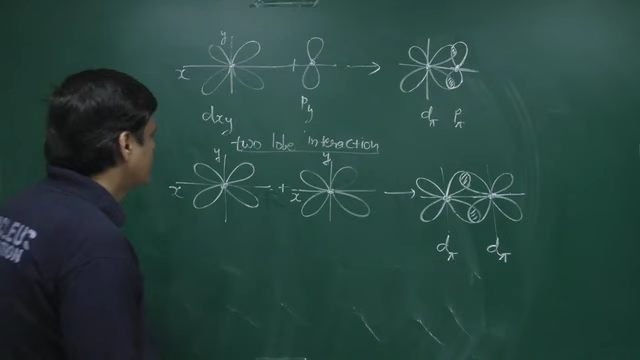 y
x + →
dxy Py dπ Pπ
two lobe interaction
y y
x + x →
dπ dπ